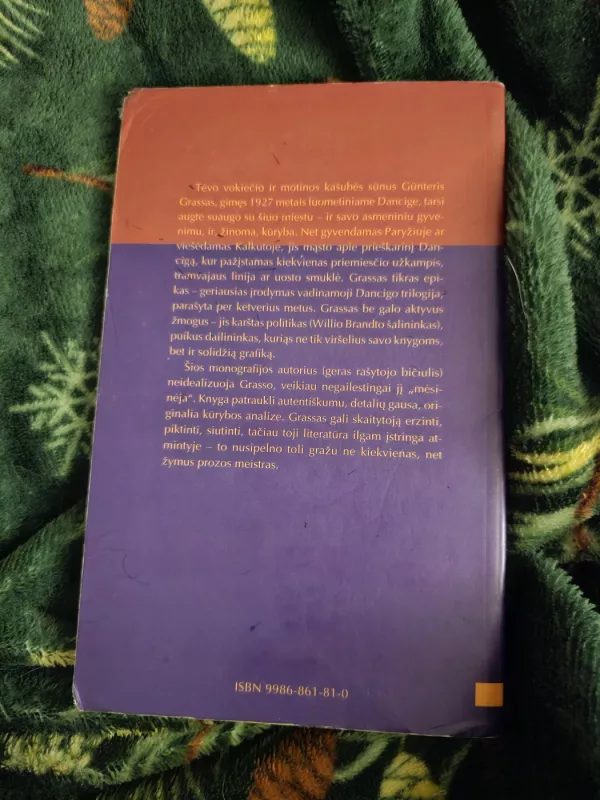 Tėvo vokiečio ir motinos kašubės sūnus Günteris
Grassas, gimęs 1927 metais tuometiniame Dancige, tarsi
augte suaugo su šiuo miestu – ir savo asmeniniu gyve-
nimu, ir, žinoma, kūryba. Net gyvendamas Paryžiuje ar
viešėdamas Kalkutoje, jis mąsto apie prieškarinį Dan-
cigą, kur pažįstamas kiekvienas priemiesčio užkampis,
tramvajaus linija ar uosto smuklė. Grassas tikras epi-
kas – geriausias įrodymas vadinamoji Dancigo trilogija,
parašyta per ketverius metus. Grassas be galo aktyvus
žmogus – jis karštas politikas (Willio Brandto šalininkas),
puikus dailininkas, kuriąs ne tik viršelius savo knygoms,
bet ir solidžią grafiką.
Šios monografijos autorius (geras rašytojo bičiulis)
neidealizuoja Grasso, veikiau negailestingai jį „mėsi-
nėja“. Knyga patraukli autentiškumu, detalių gausa, ori-
ginalia kūrybos analize. Grassas gali skaitytoją erzinti,
piktinti, siutinti, tačiau toji literatūra ilgam įstringa at-
mintyje – to nusipelno toli gražu ne kiekvienas, net
žymus prozos meistras.
ISBN 9986-861-81-0